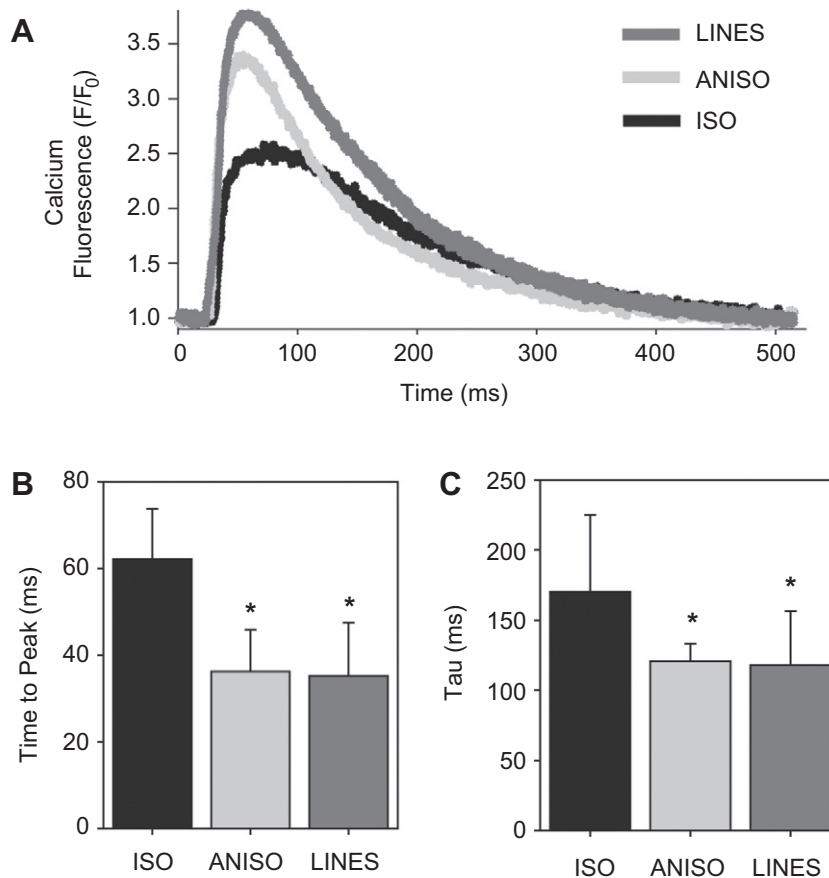 A
Calcium
Fluorescence (F/F0)
3.5
3.0
2.5
2.0
1.5
1.0
0 100 200 300 400 500
Time (ms)
LINES
ANISO
ISO
B
Time to Peak (ms)
80
60
40
20
0
* *
ISO ANISO LINES
C
Tau (ms)
250
200
150
100
50
0
* *
ISO ANISO LINES